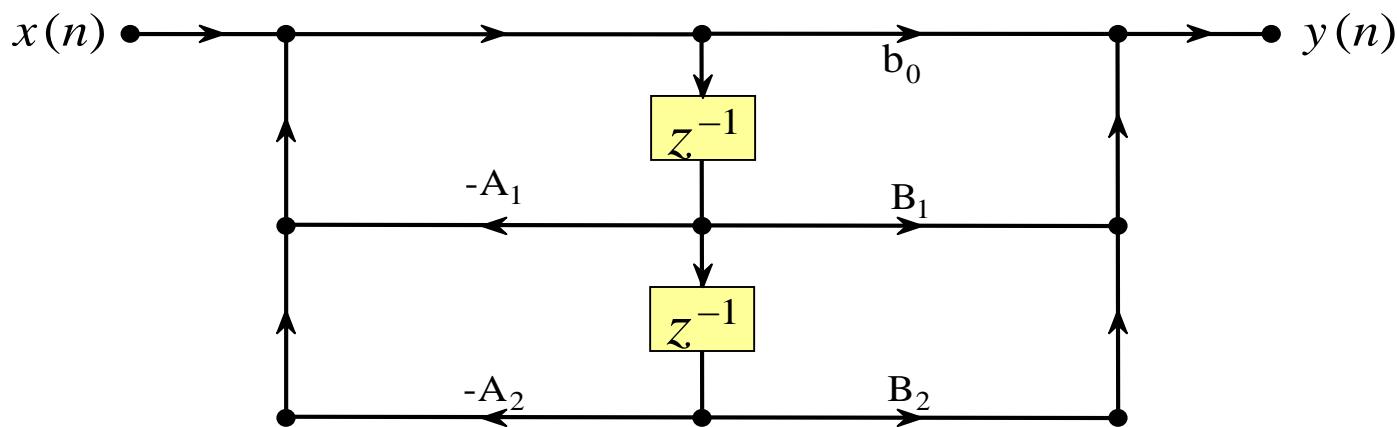 x(n) y(n)
b₀
z⁻¹
-A₁ B₁
z⁻¹
-A₂ B₂